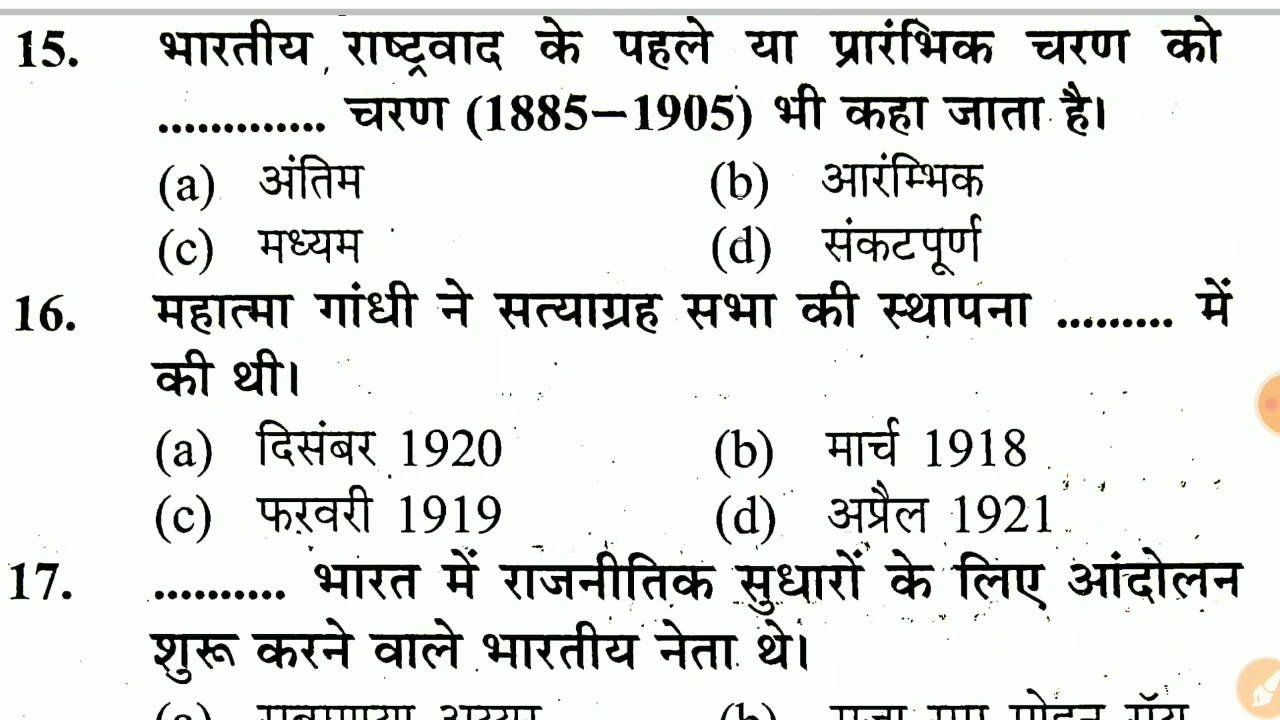 15. भारतीय राष्ट्रवाद के पहले या प्रारंभिक चरण को
.............. चरण (1885–1905) भी कहा जाता है।
(a) अंतिम (b) आरंम्भिक
(c) मध्यम (d) संकटपूर्ण
16. महात्मा गांधी ने सत्याग्रह सभा की स्थापना ......... में
की थी।
(a) दिसंबर 1920 (b) मार्च 1918
(c) फरवरी 1919 (d) अप्रैल 1921
17. .......... भारत में राजनीतिक सुधारों के लिए आंदोलन
शुरू करने वाले भारतीय नेता थे।
(a) (b)